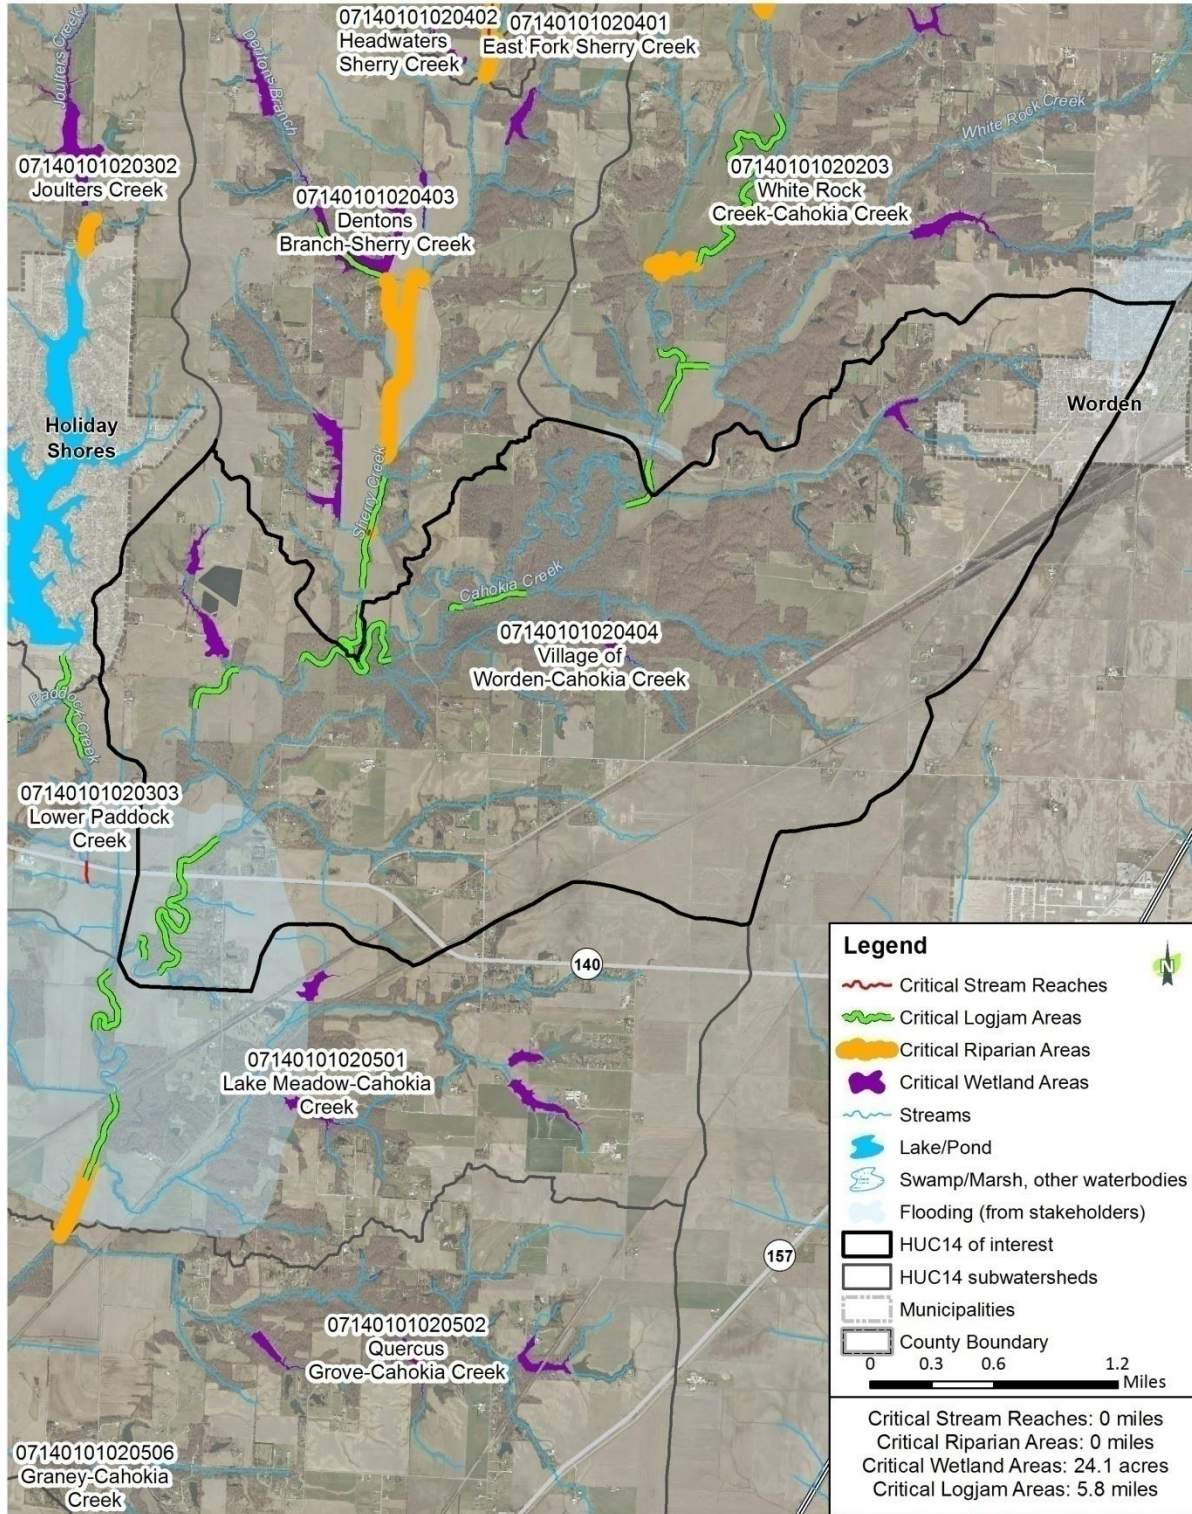 07140101020402
Headwaters
Sherry Creek
07140101020401
East Fork Sherry Creek
Joulters Creek
Dentons Branch
White Rock Creek
07140101020302
Joulters Creek
07140101020403
Dentons
Branch-Sherry Creek
07140101020203
White Rock
Creek-Cahokia Creek
Holiday
Shores
Worden
Sherry Creek
Cahokia Creek
07140101020404
Village of
Worden-Cahokia Creek
Paddock Creek
07140101020303
Lower Paddock
Creek
140
07140101020501
Lake Meadow-Cahokia
Creek
157
07140101020502
Quercus
Grove-Cahokia Creek
07140101020506
Graney-Cahokia
Creek
Legend
N
Critical Stream Reaches
Critical Logjam Areas
Critical Riparian Areas
Critical Wetland Areas
Streams
Lake/Pond
Swamp/Marsh, other waterbodies
Flooding (from stakeholders)
HUC14 of interest
HUC14 subwatersheds
Municipalities
County Boundary
0 0.3 0.6 1.2
Miles
Critical Stream Reaches: 0 miles
Critical Riparian Areas: 0 miles
Critical Wetland Areas: 24.1 acres
Critical Logjam Areas: 5.8 miles